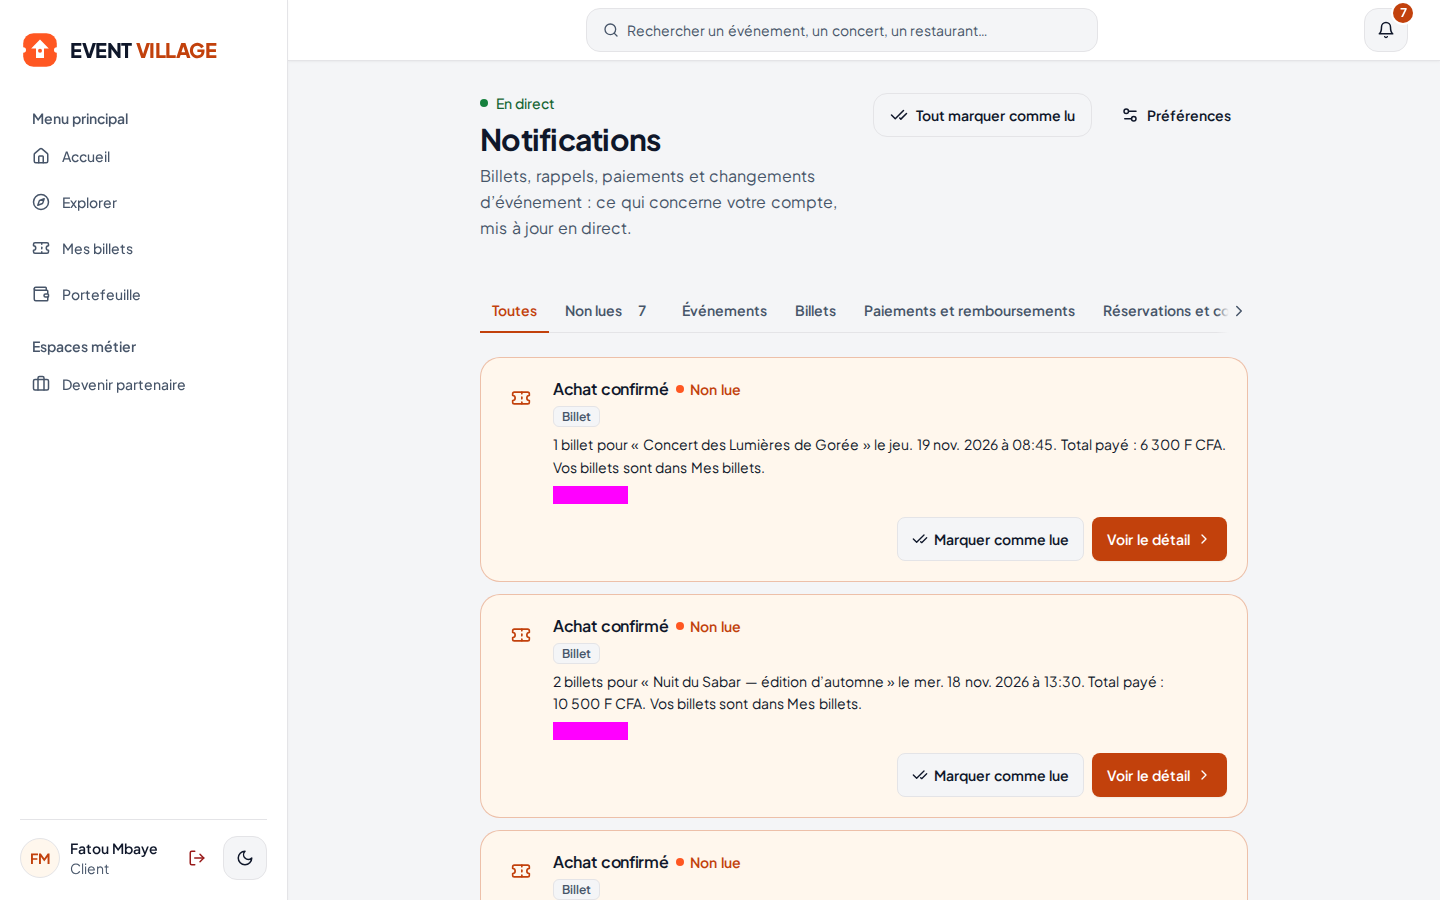 EVENT VILLAGE
Rechercher un événement, un concert, un restaurant...
7
Menu principal
Accueil
Explorer
Mes billets
Portefeuille
Espaces métier
Devenir partenaire
FM
Fatou Mbaye
Client
En direct
Notifications
Billets, rappels, paiements et changements
d’événement : ce qui concerne votre compte,
mis à jour en direct.
Tout marquer comme lu
Préférences
Toutes
Non lues 7
Événements
Billets
Paiements et remboursements
Réservations et
Achat confirmé Non lue
Billet
1 billet pour « Concert des Lumières de Gorée » le jeu. 19 nov. 2026 à 08:45. Total payé : 6 300 F CFA.
Vos billets sont dans Mes billets.
Marquer comme lue
Voir le détail
Achat confirmé Non lue
Billet
2 billets pour « Nuit du Sabar — édition d’automne » le mer. 18 nov. 2026 à 13:30. Total payé :
10 500 F CFA. Vos billets sont dans Mes billets.
Marquer comme lue
Voir le détail
Achat confirmé Non lue
Billet